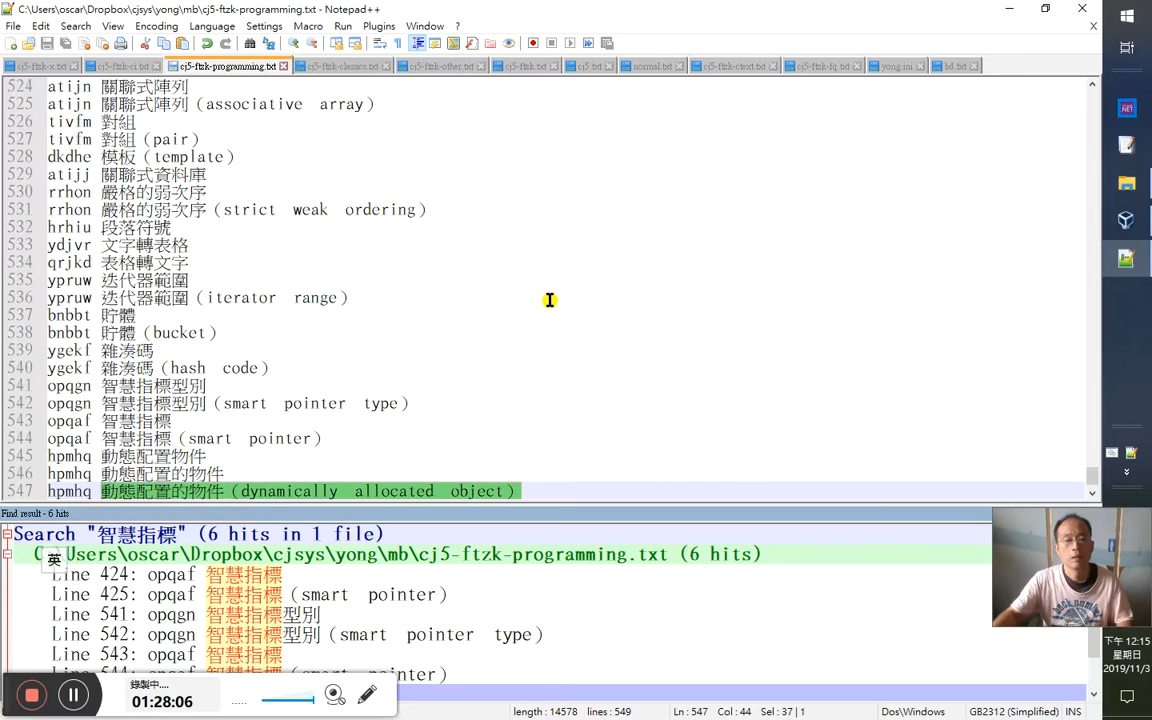 C:\Users\oscar\Dropbox\cjsys\yong\mb\cj5-ftzk-programming.txt - Notepad++
File Edit Search View Encoding Language Settings Macro Run Plugins Window ?
cj5-ftzk-x.txt cj5-ftzk-ci.txt cj5-ftzk-programming.txt cj5-ftzk-classics.txt cj5-ftzk-other.txt cj5-ftzk.txt cj5.txt normal.txt cj5-ftzk-ctext.txt cj5-ftzk-fq.txt yong.ini bd.txt
524 atijn 關聯式陣列
525 atijn 關聯式陣列(associative array)
526 tivfm 對組
527 tivfm 對組(pair)
528 dkdhe 模板(template)
529 atijj 關聯式資料庫
530 rrhon 嚴格的弱次序
531 rrhon 嚴格的弱次序(strict weak ordering)
532 hrhiu 段落符號
533 ydjvr 文字轉表格
534 qrjkd 表格轉文字
535 ypruw 迭代器範圍
536 ypruw 迭代器範圍(iterator range)
537 bnbbt 貯體
538 bnbbt 貯體(bucket)
539 ygekf 雜湊碼
540 ygekf 雜湊碼(hash code)
541 opqgn 智慧指標型別
542 opqgn 智慧指標型別(smart pointer type)
543 opqaf 智慧指標
544 opqaf 智慧指標(smart pointer)
545 hpmhq 動態配置物件
546 hpmhq 動態配置的物件
547 hpmhq 動態配置的物件(dynamically allocated object)
Find result - 6 hits
Search "智慧指標" (6 hits in 1 file)
C:\Users\oscar\Dropbox\cjsys\yong\mb\cj5-ftzk-programming.txt (6 hits)
英
Line 424: opqaf 智慧指標
Line 425: opqaf 智慧指標(smart pointer)
Line 541: opqgn 智慧指標型別
Line 542: opqgn 智慧指標型別(smart pointer type)
Line 543: opqaf 智慧指標
Line 544: opqaf 智慧指標(smart pointer)
錄製中....
01:28:06
length : 14578 lines : 549 Ln : 547 Col : 44 Sel : 37 | 1 Dos\Windows GB2312 (Simplified) INS
.NET
下午 12:15
星期日
2019/11/3